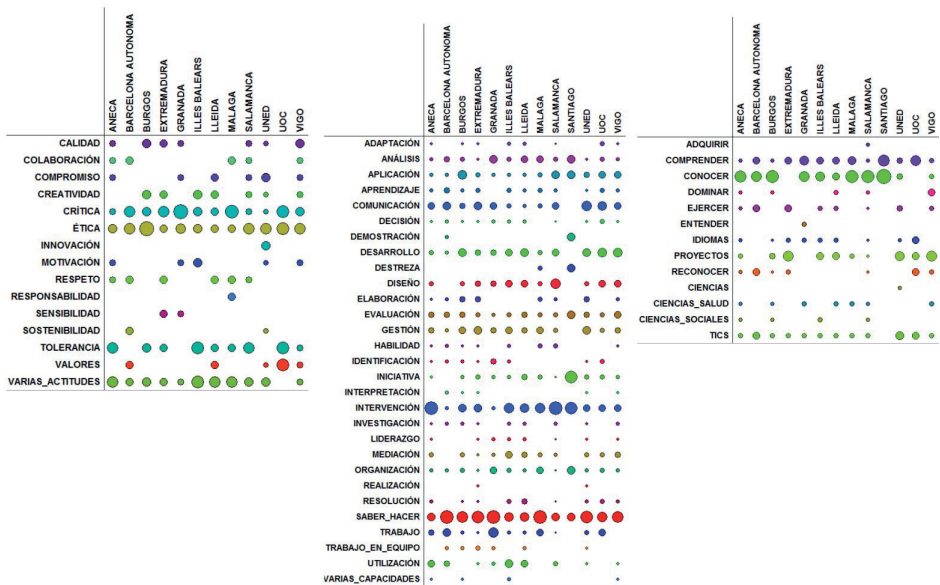 ANECA
BARCELONA AUTONOMA
BURGOS
EXTREMADURA
GRANADA
ILLES BALEARS
LLEIDA
MALAGA
SALAMANCA
UNED
UOC
VIGO
CALIDAD
COLABORACIÓN
COMPROMISO
CREATIVIDAD
CRÍTICA
ÉTICA
INNOVACIÓN
MOTIVACIÓN
RESPETO
RESPONSABILIDAD
SENSIBILIDAD
SOSTENIBILIDAD
TOLERANCIA
VALORES
VARIAS_ACTITUDES
ANECA
BARCELONA AUTONOMA
BURGOS
EXTREMADURA
GRANADA
ILLES BALEARS
LLEIDA
MALAGA
SALAMANCA
SANTIAGO
UNED
UOC
VIGO
ADAPTACIÓN
ANÁLISIS
APLICACIÓN
APRENDIZAJE
COMUNICACIÓN
DECISIÓN
DEMOSTRACIÓN
DESARROLLO
DESTREZA
DISEÑO
ELABORACIÓN
EVALUACIÓN
GESTIÓN
HABILIDAD
IDENTIFICACIÓN
INICIATIVA
INTERPRETACIÓN
INTERVENCIÓN
INVESTIGACIÓN
LIDERAZGO
MEDIACIÓN
ORGANIZACIÓN
REALIZACIÓN
RESOLUCIÓN
SABER_HACER
TRABAJO
TRABAJO_EN_EQUIPO
UTILIZACIÓN
VARIAS_CAPACIDADES
ANECA
BARCELONA AUTONOMA
BURGOS
EXTREMADURA
GRANADA
ILLES BALEARS
LLEIDA
MALAGA
SALAMANCA
SANTIAGO
UNED
UOC
VIGO
ADQUIRIR
COMPRENDER
CONOCER
DOMINAR
EJERCER
ENTENDER
IDIOMAS
PROYECTOS
RECONOCER
CIENCIAS
CIENCIAS_SALUD
CIENCIAS_SOCIALES
TICS